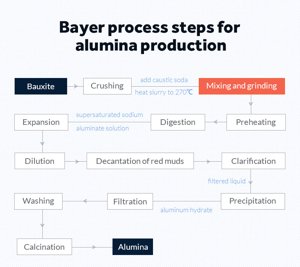 Bayer process steps for
alumina production
Bauxite
Crushing
add caustic soda
heat slurry to 270℃
Mixing and grinding
Expansion
supersaturated sodium
aluminate solution
Digestion
Preheating
Dilution
Decantation of red muds
Clarification
filtered liquid
Washing
Filtration
aluminum hydrate
Precipitation
Calcination
Alumina